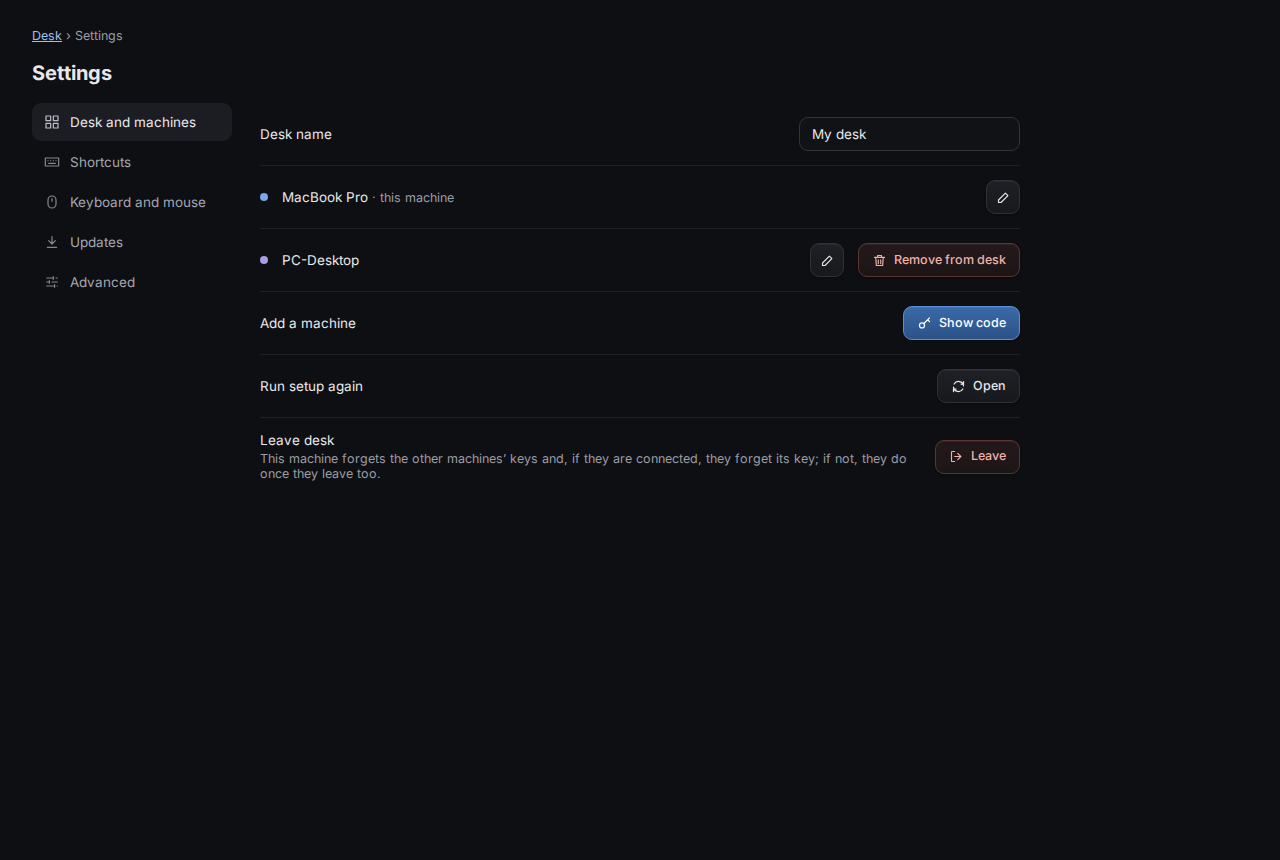 Desk › Settings
Settings
Desk and machines
Shortcuts
Keyboard and mouse
Updates
Advanced
Desk name
My desk
MacBook Pro · this machine
PC-Desktop
Remove from desk
Add a machine
Show code
Run setup again
Open
Leave desk
This machine forgets the other machines’ keys and, if they are connected, they forget its key; if not, they do
once they leave too.
Leave